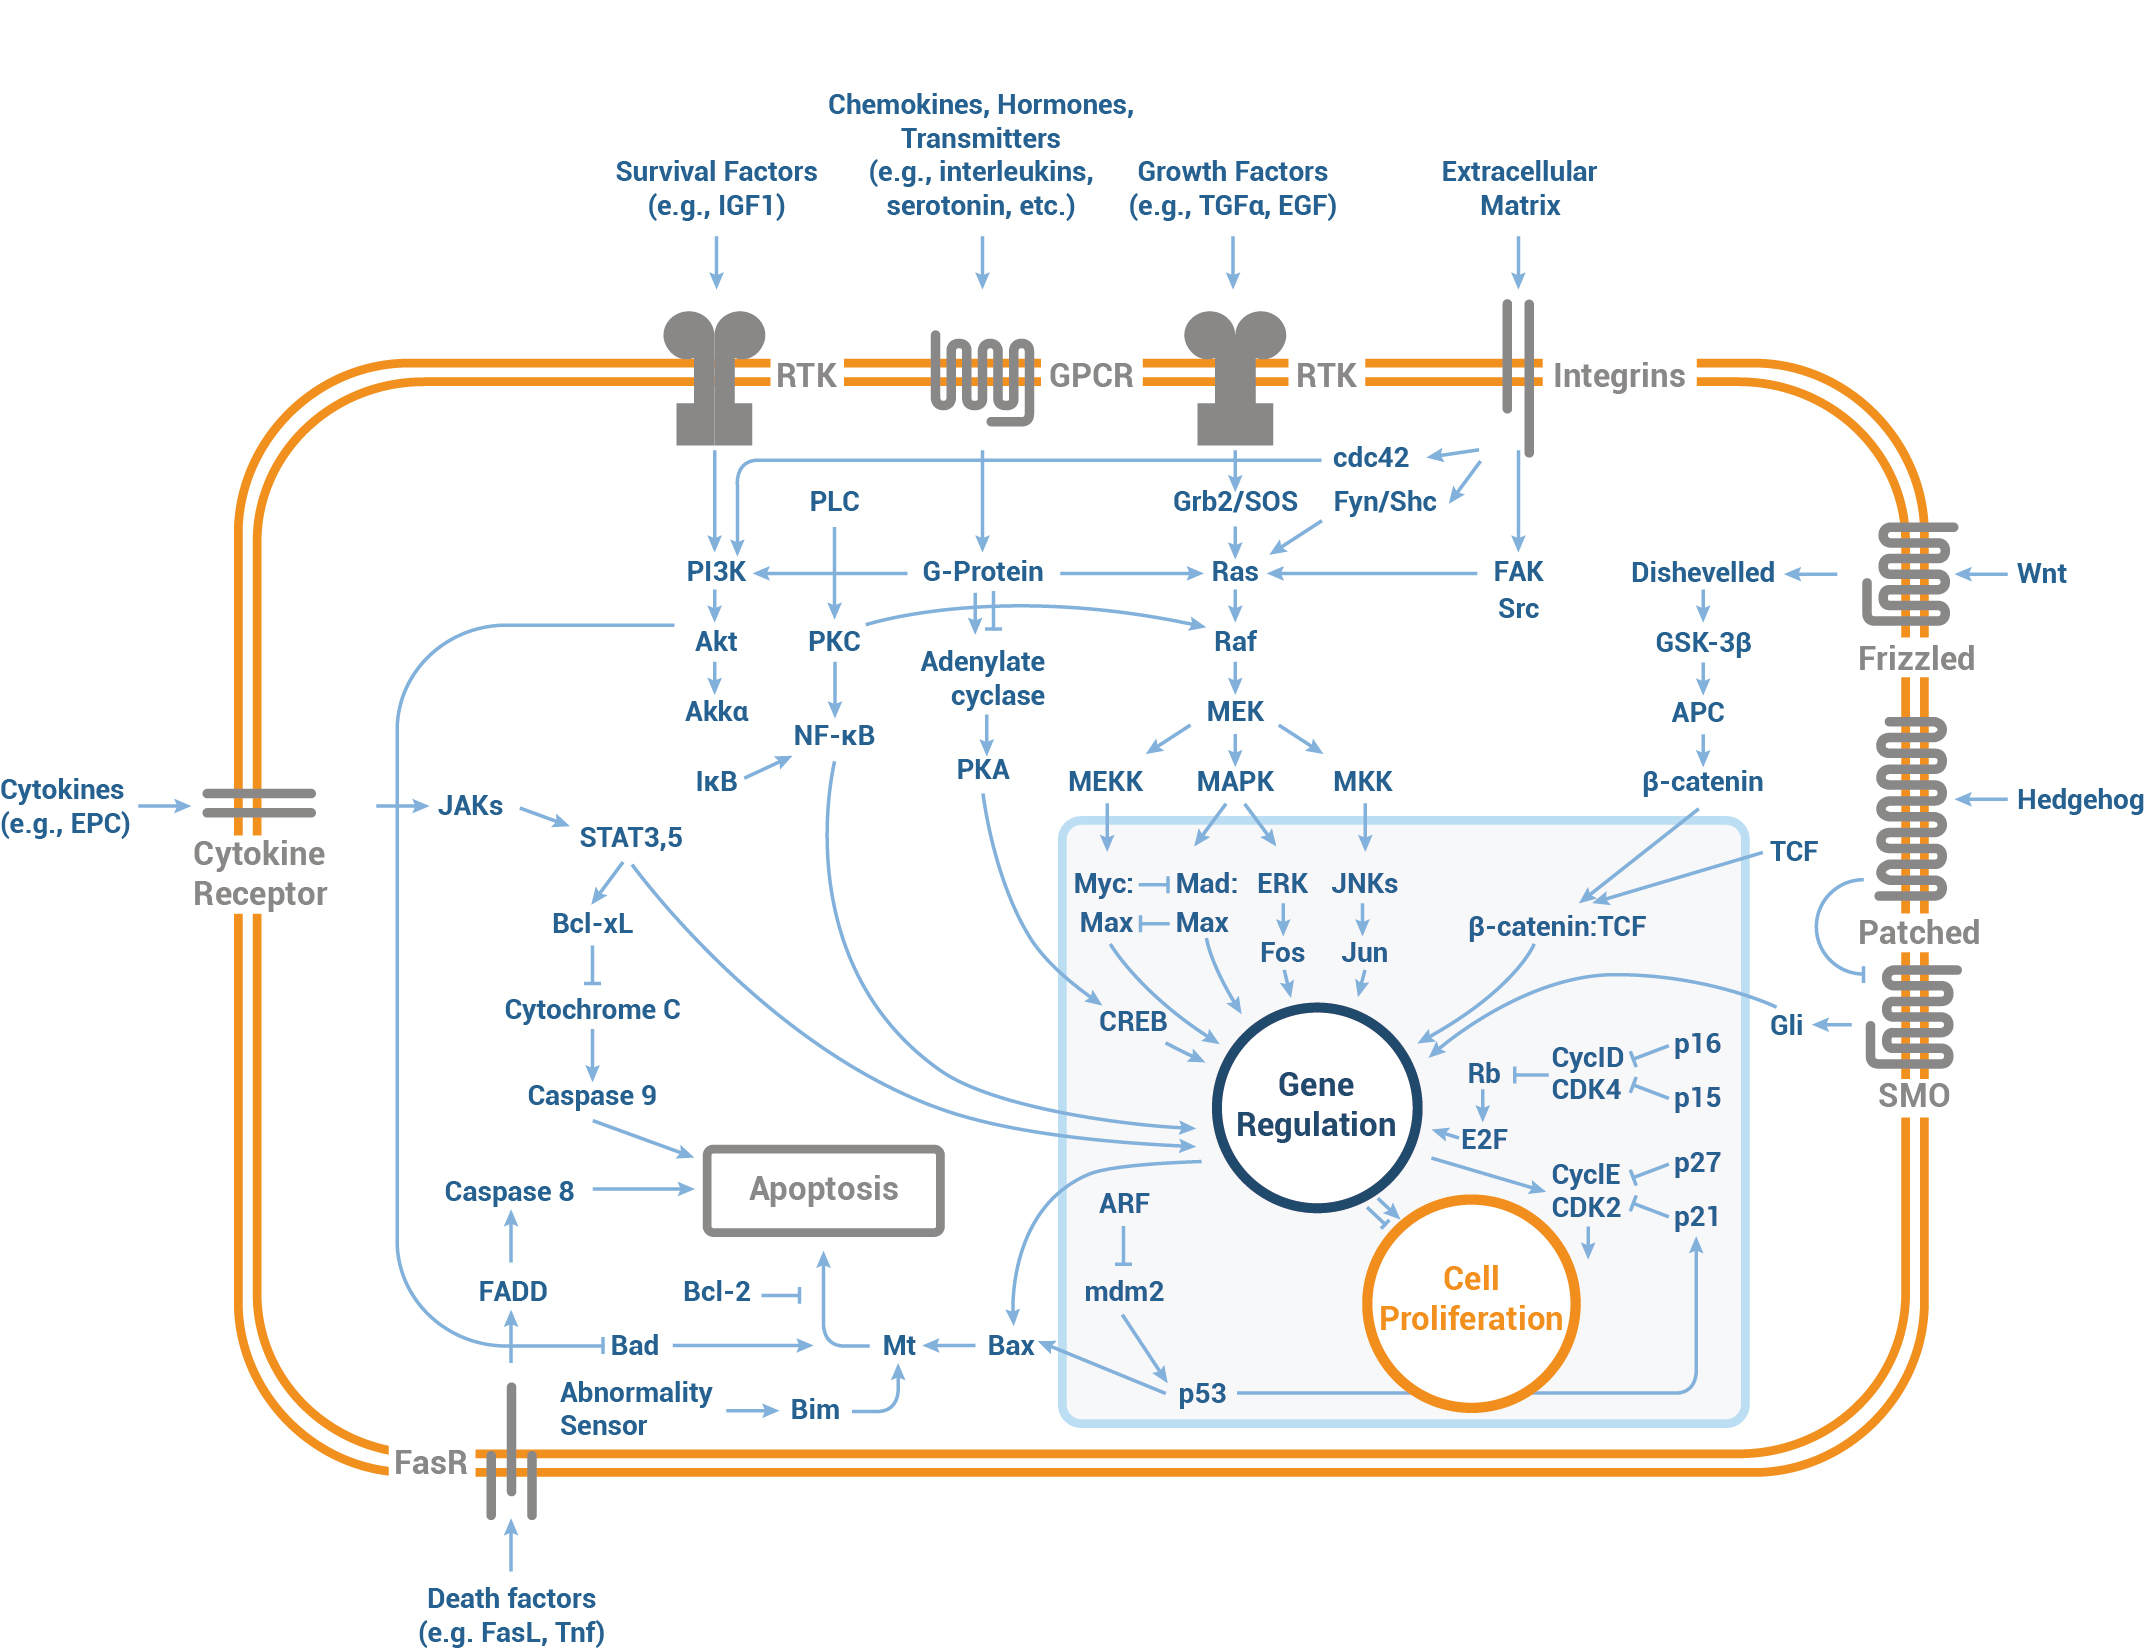 Chemokines, Hormones,
Transmitters
(e.g., interleukins,
serotonin, etc.)
Survival Factors
(e.g., IGF1)
Growth Factors
(e.g., TGFα, EGF)
Extracellular
Matrix
RTK
GPCR
RTK
Integrins
cdc42
PLC
Grb2/SOS
Fyn/Shc
PI3K
G-Protein
Ras
FAK
Src
Dishevelled
Wnt
Akt
PKC
Adenylate
cyclase
Raf
GSK-3β
Frizzled
Akkα
NF-κB
MEK
APC
IκB
PKA
MEKK
MAPK
MKK
β-catenin
Cytokines
(e.g., EPC)
JAKs
STAT3,5
Hedgehog
Cytokine
Receptor
TCF
Myc:
Mad:
ERK
JNKs
Max
Max
Fos
Jun
β-catenin:TCF
Patched
Bcl-xL
Cytochrome C
CREB
Gli
Caspase 9
Gene
Regulation
Rb
CyclD
CDK4
p16
p15
SMO
E2F
Caspase 8
Apoptosis
ARF
CyclE
CDK2
p27
p21
FADD
Bcl-2
mdm2
Cell
Proliferation
Bad
Mt
Bax
Abnormality
Sensor
Bim
p53
FasR
Death factors
(e.g. FasL, Tnf)